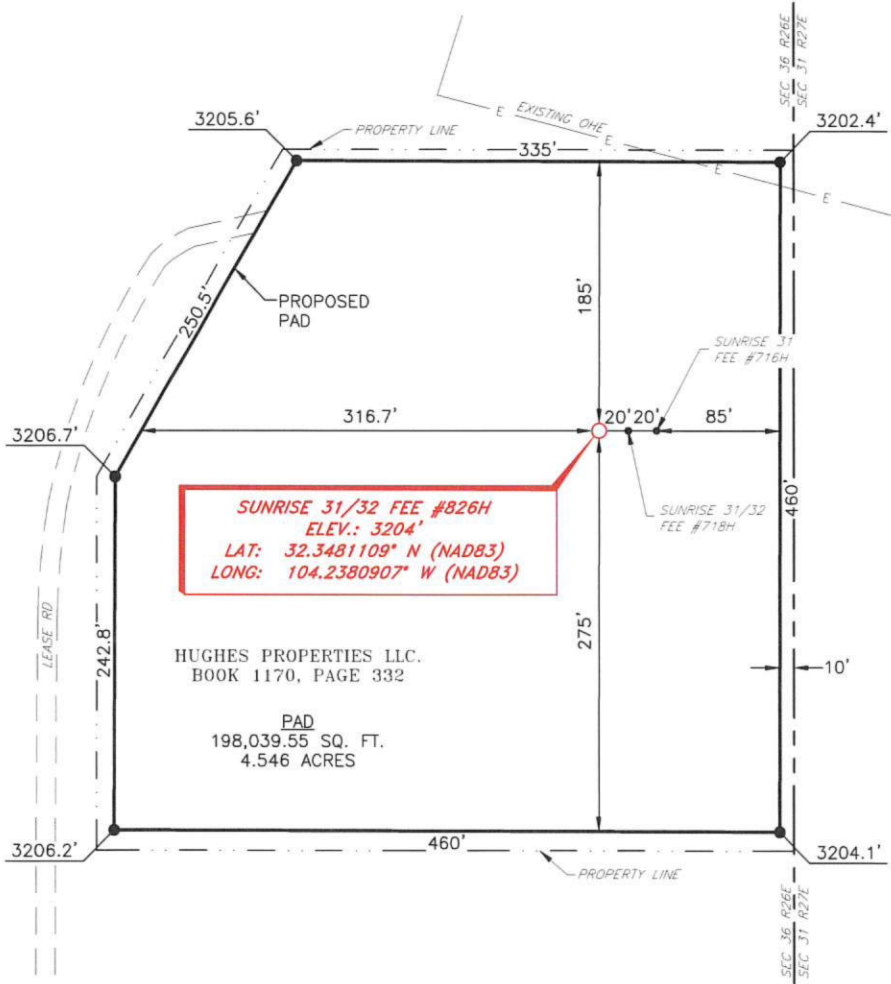 SEC 36 R26E
SEC 31 R27E
3205.6'
PROPERTY LINE
E
EXISTING OHE
E
E
E
3202.4'
335'
250.5'
PROPOSED
PAD
185'
SUNRISE 31
FEE #716H
3206.7'
316.7'
20'
20'
85'
SUNRISE 31/32 FEE #826H
ELEV.: 3204'
LAT: 32.3481109° N (NAD83)
LONG: 104.2380907° W (NAD83)
460'
SUNRISE 31/32
FEE #718H
LEASE RD
242.8'
275'
HUGHES PROPERTIES LLC.
BOOK 1170, PAGE 332
10'
PAD
198,039.55 SQ. FT.
4.546 ACRES
3206.2'
460'
3204.1'
PROPERTY LINE
SEC 36 R26E
SEC 31 R27E